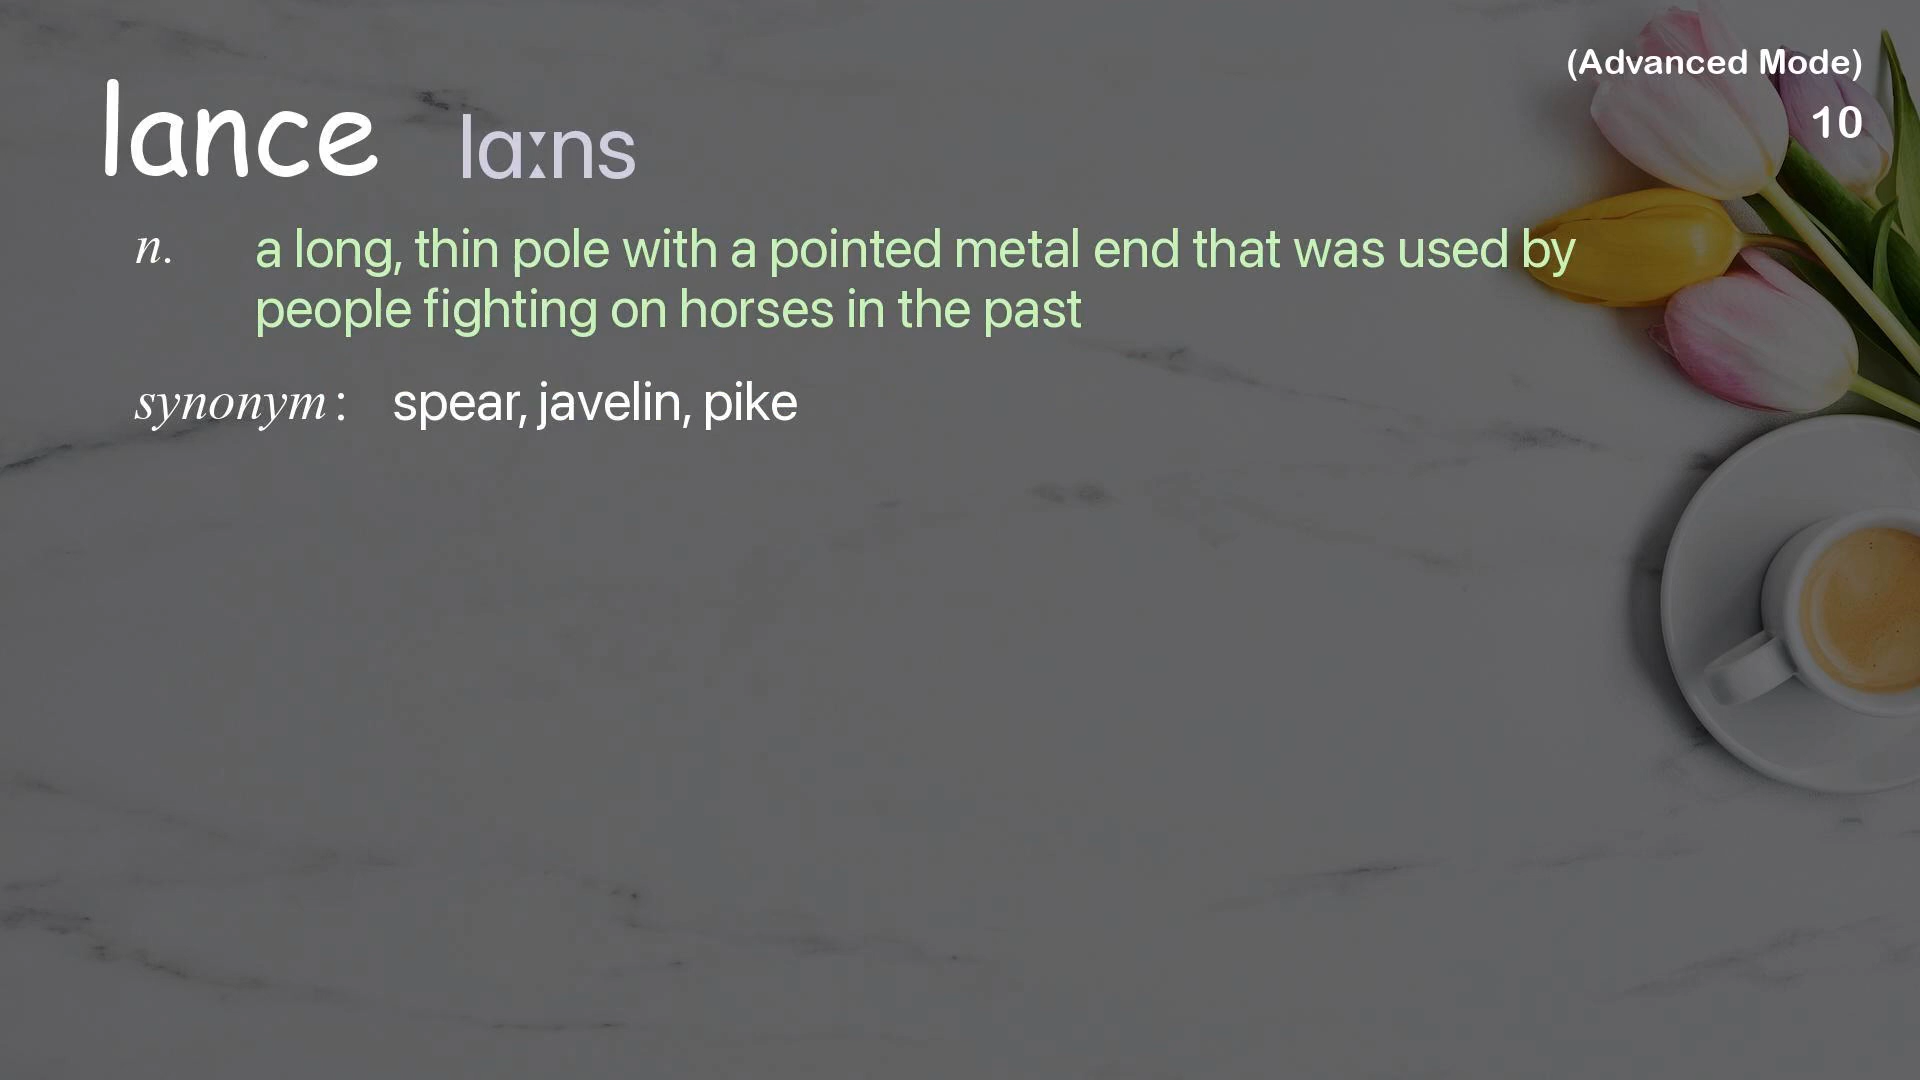 (Advanced Mode)
10
lance lɑːns
n. a long, thin pole with a pointed metal end that was used by
people fighting on horses in the past
synonym: spear, javelin, pike